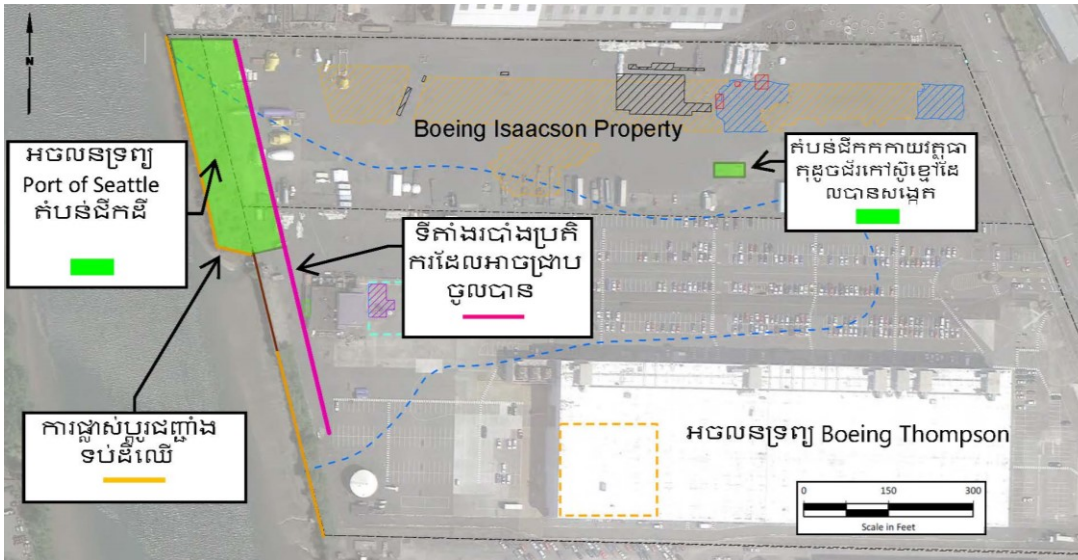 N
Boeing Isaacson Property
អចលនទ្រព្យ
Port of Seattle
តំបន់ជីកដី
តំបន់ជីកកកាយវត្ថុធា
តុដូចជ័រកៅស៊ូខ្មៅដែ
លបានសង្កេត
ទីតាំងរបាំងប្រតិ
ករដែលអាចជ្រាប
ចូលបាន
ការផ្លាស់ប្តូរជញ្ជាំង
ទប់ដីឈើ
អចលនទ្រព្យ Boeing Thompson
0 150 300
Scale in Feet